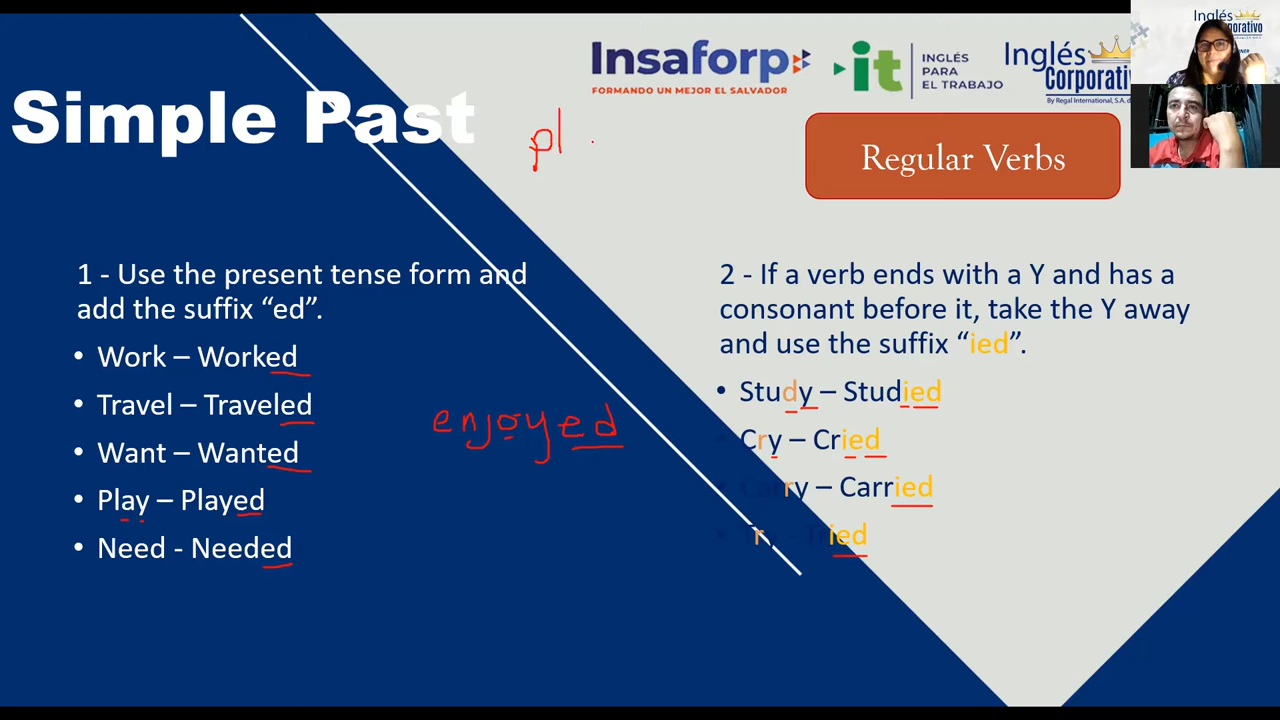 Simple Past
Insaforp
FORMANDO UN MEJOR EL SALVADOR
it
INGLÉS
PARA
EL TRABAJO
Inglés
Corporativo
By Regal International, S.A. d
Inglés
pl
Regular Verbs
1 - Use the present tense form and
add the suffix “ed”.
• Work – Worked
• Travel – Traveled
• Want – Wanted
• Play – Played
• Need - Needed
enjoyed
2 - If a verb ends with a Y and has a
consonant before it, take the Y away
and use the suffix “ied”.
• Study – Studied
• Cry – Cried
• Carry – Carried
• Try - Tried